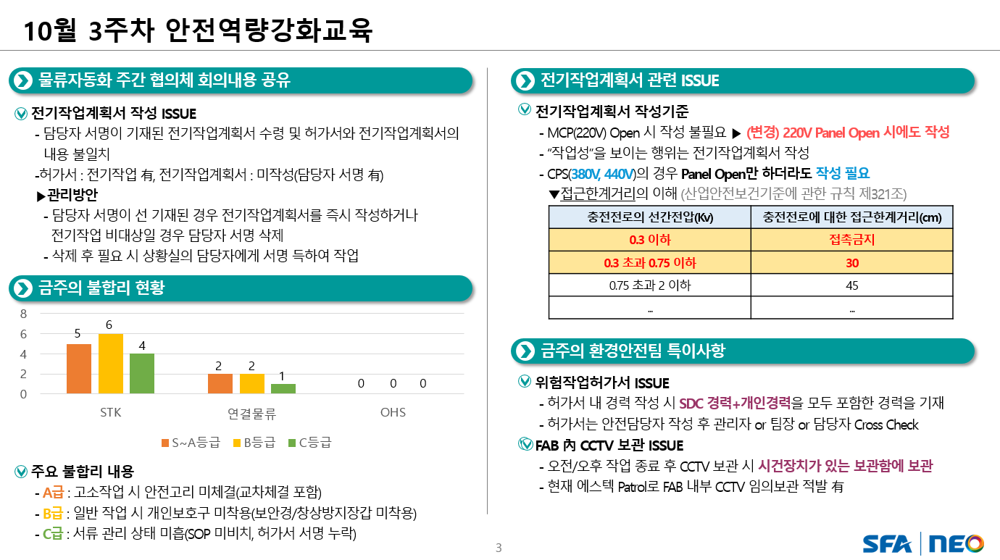 10월 3주차 안전역량강화교육
물류자동화 주간 협의체 회의내용 공유
전기작업계획서 작성 ISSUE
- 담당자 서명이 기재된 전기작업계획서 수령 및 허가서와 전기작업계획서의
내용 불일치
-허가서 : 전기작업 有, 전기작업계획서 : 미작성(담당자 서명 有)
▶관리방안
- 담당자 서명이 선 기재된 경우 전기작업계획서를 즉시 작성하거나
전기작업 비대상일 경우 담당자 서명 삭제
- 삭제 후 필요 시 상황실의 담당자에게 서명 득하여 작업
금주의 불합리 현황
8
6
4
2
0
5 6 4
2 2 1
0 0 0
STK 연결물류 OHS
S~A등급 B등급 C등급
주요 불합리 내용
- A급 : 고소작업 시 안전고리 미체결(교차체결 포함)
- B급 : 일반 작업 시 개인보호구 미착용(보안경/창상방지장갑 미착용)
- C급 : 서류 관리 상태 미흡(SOP 미비치, 허가서 서명 누락)
전기작업계획서 관련 ISSUE
전기작업계획서 작성기준
- MCP(220V) Open 시 작성 불필요 ▶ (변경) 220V Panel Open 시에도 작성
- “작업성”을 보이는 행위는 전기작업계획서 작성
- CPS(380V, 440V)의 경우 Panel Open만 하더라도 작성 필요
▼접근한계거리의 이해 (산업안전보건기준에 관한 규칙 제321조)
충전전로의 선간전압(Kv) 충전전로에 대한 접근한계거리(cm)
0.3 이하 접촉금지
0.3 초과 0.75 이하 30
0.75 초과 2 이하 45
... ...
금주의 환경안전팀 특이사항
위험작업허가서 ISSUE
- 허가서 내 경력 작성 시 SDC 경력+개인경력을 모두 포함한 경력을 기재
- 허가서는 안전담당자 작성 후 관리자 or 팀장 or 담당자 Cross Check
FAB 內 CCTV 보관 ISSUE
- 오전/오후 작업 종료 후 CCTV 보관 시 시건장치가 있는 보관함에 보관
- 현재 에스텍 Patrol로 FAB 내부 CCTV 임의보관 적발 有
3
SFA NEO